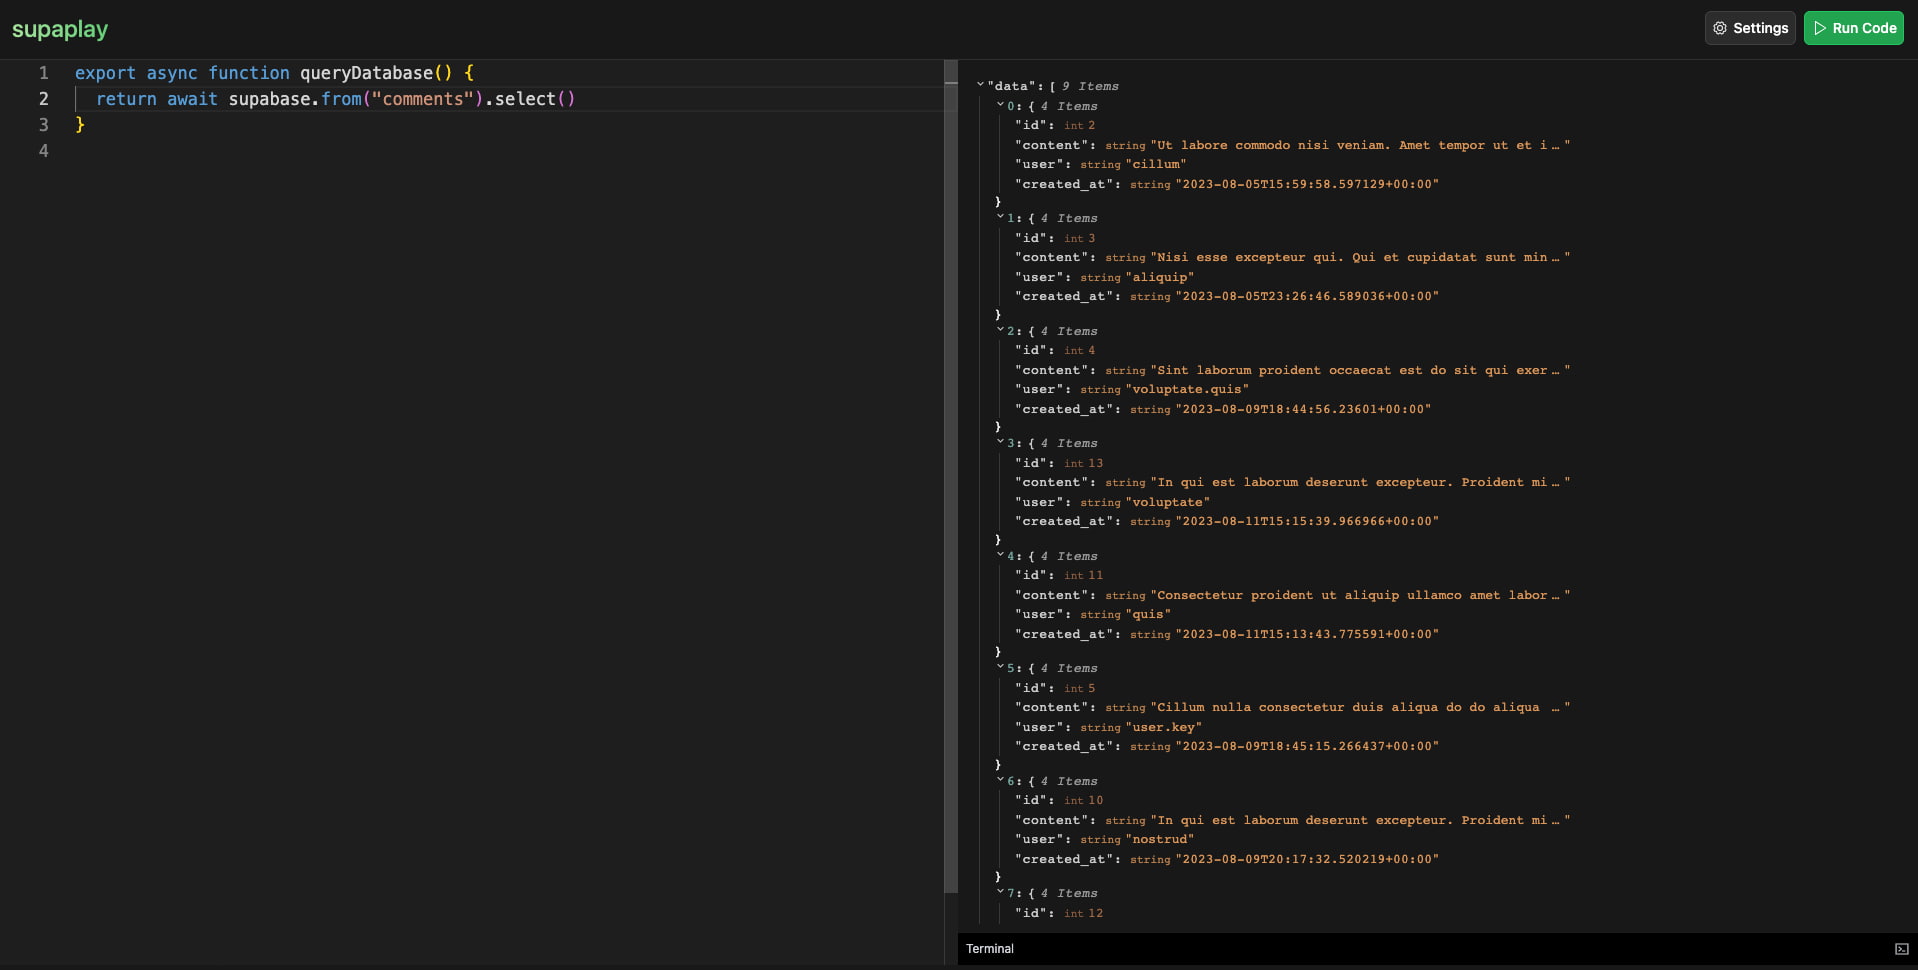 supaplay
Settings
Run Code
1 export async function queryDatabase() {
2 return await supabase.from("comments").select()
3 }
4
"data": [ 9 Items
0: { 4 Items
"id": int 2
"content": string "Ut labore commodo nisi veniam. Amet tempor ut et i…"
"user": string "cillum"
"created_at": string "2023-08-05T15:59:58.597129+00:00"
}
1: { 4 Items
"id": int 3
"content": string "Nisi esse excepteur qui. Qui et cupidatat sunt min…"
"user": string "aliquip"
"created_at": string "2023-08-05T23:26:46.589036+00:00"
}
2: { 4 Items
"id": int 4
"content": string "Sint laborum proident occaecat est do sit qui exer…"
"user": string "voluptate.quis"
"created_at": string "2023-08-09T18:44:56.23601+00:00"
}
3: { 4 Items
"id": int 13
"content": string "In qui est laborum deserunt excepteur. Proident mi…"
"user": string "voluptate"
"created_at": string "2023-08-11T15:15:39.966966+00:00"
}
4: { 4 Items
"id": int 11
"content": string "Consectetur proident ut aliquip ullamco amet labor…"
"user": string "quis"
"created_at": string "2023-08-11T15:13:43.775591+00:00"
}
5: { 4 Items
"id": int 5
"content": string "Cillum nulla consectetur duis aliqua do do aliqua …"
"user": string "user.key"
"created_at": string "2023-08-09T18:45:15.266437+00:00"
}
6: { 4 Items
"id": int 10
"content": string "In qui est laborum deserunt excepteur. Proident mi…"
"user": string "nostrud"
"created_at": string "2023-08-09T20:17:32.520219+00:00"
}
7: { 4 Items
"id": int 12
Terminal